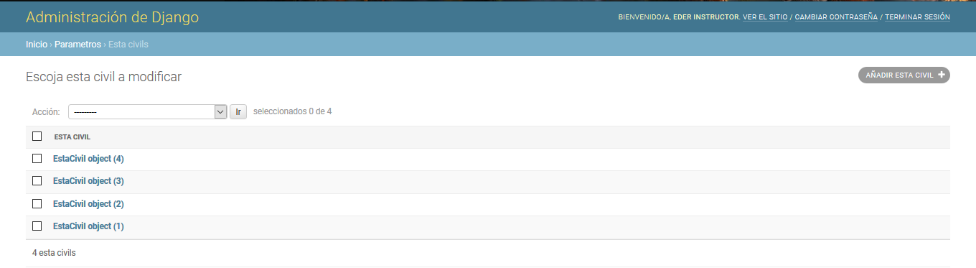 Administración de Django
BIENVENIDO/A, EDER INSTRUCTOR. VER EL SITIO / CAMBIAR CONTRASEÑA / TERMINAR SESIÓN
Inicio › Parametros › Esta civils
Escoja esta civil a modificar
AÑADIR ESTA CIVIL +
Acción: --------- Ir seleccionados 0 de 4
ESTA CIVIL
EstaCivil object (4)
EstaCivil object (3)
EstaCivil object (2)
EstaCivil object (1)
4 esta civils